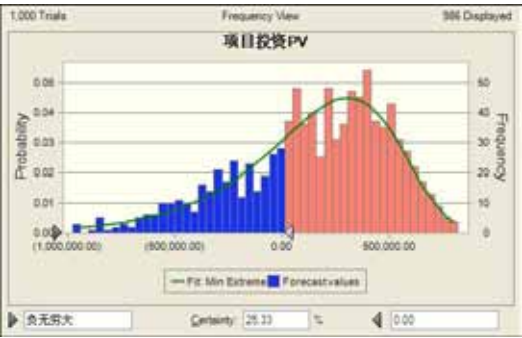 1,000 Trials Frequency View 986 Displayed
项目投资PV
Probability
0.05
0.04
0.03
0.02
0.01
0.00
50
40
30
20
10
0
Frequency
(1,000,000.00) (500,000.00) 0.00 500,000.00
Fit: Min Extreme Forecast values
负无穷大 Certainty: 25.33 % 0.00